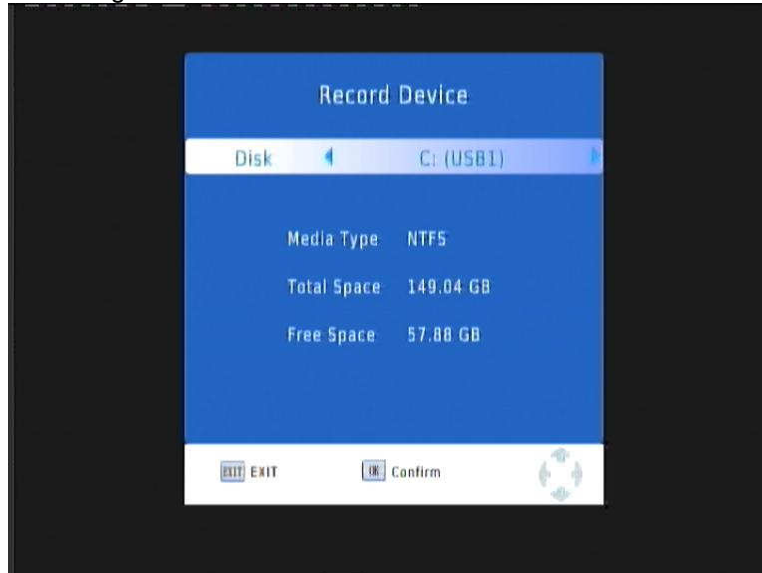 Record Device
Disk C: (USB1)
Media Type NTFS
Total Space 149.04 GB
Free Space 57.88 GB
EXIT EXIT OK Confirm